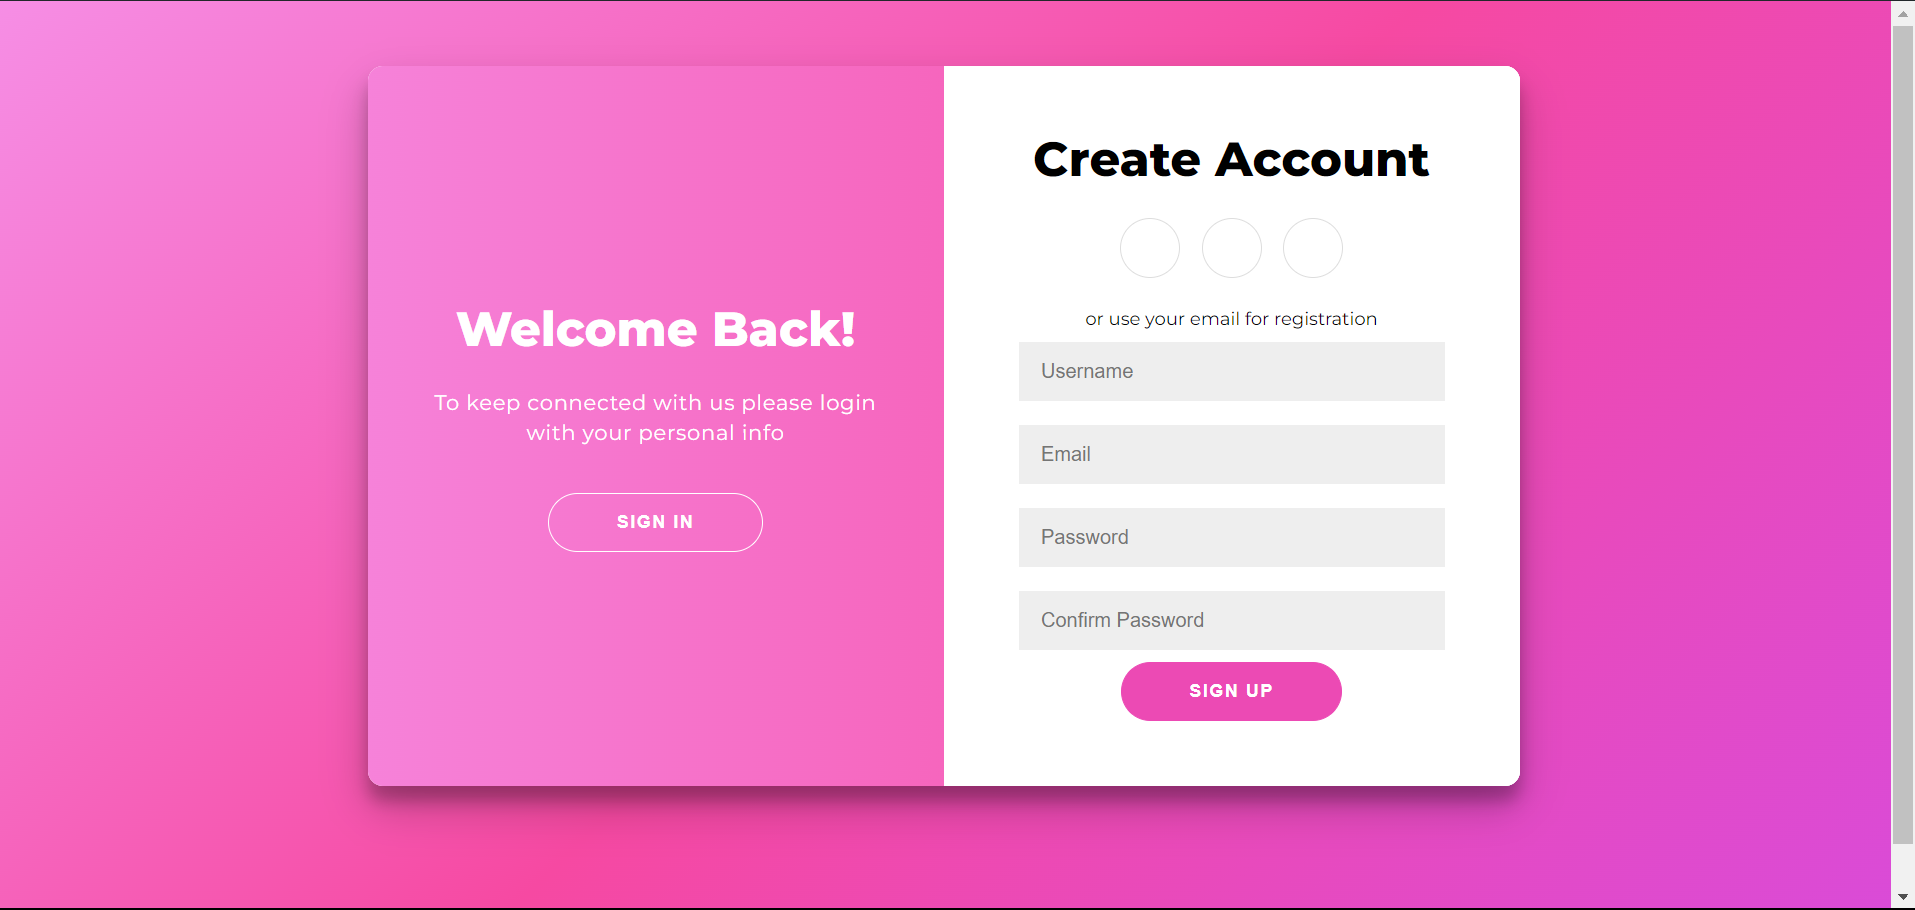 Welcome Back!
To keep connected with us please login
with your personal info
SIGN IN
Create Account
or use your email for registration
Username
Email
Password
Confirm Password
SIGN UP